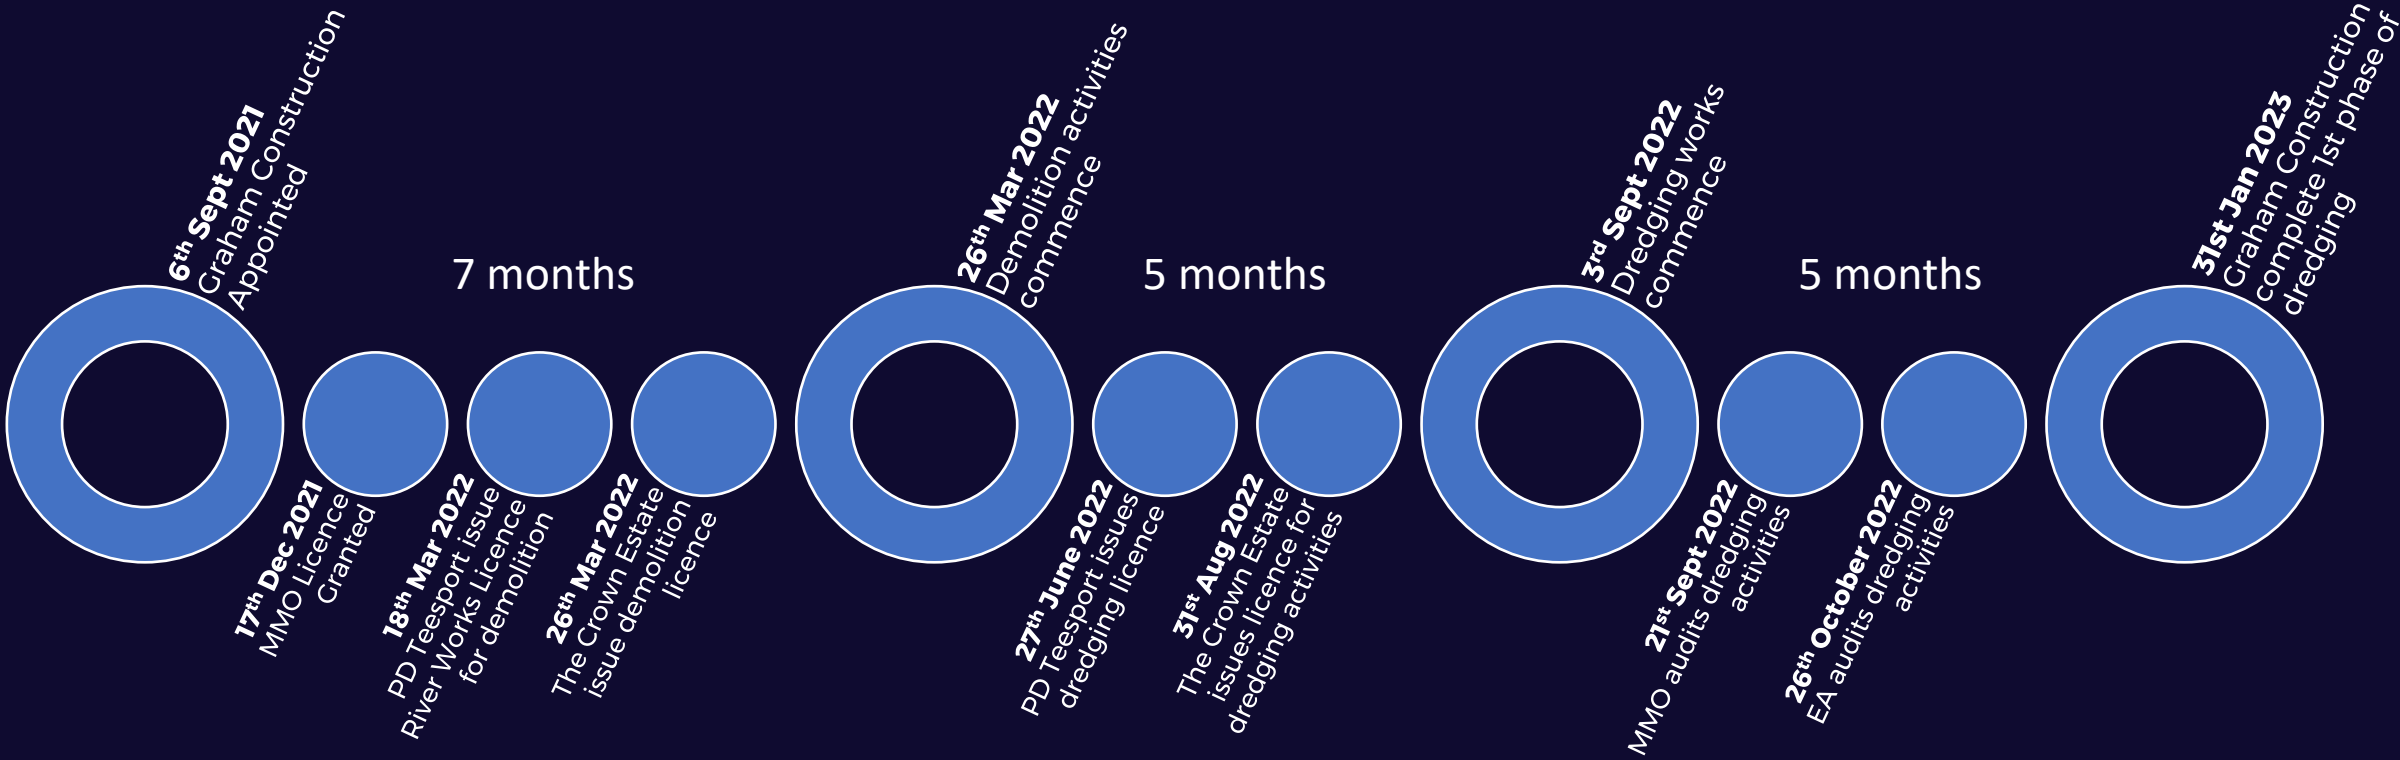 6th Sept 2021
Graham Construction
Appointed
7 months
17th Dec 2021
MMO Licence
Granted
18th Mar 2022
PD Teesport issue
River Works Licence
for demolition
26th Mar 2022
The Crown Estate
issue demolition
licence
26th Mar 2022
Demolition activities
commence
5 months
27th June 2022
PD Teesport issues
dredging licence
31st Aug 2022
The Crown Estate
issues licence for
dredging activities
3rd Sept 2022
Dredging works
commence
5 months
21st Sept 2022
MMO audits dredging
activities
26th October 2022
EA audits dredging
activities
31st Jan 2023
Graham Construction
complete 1st phase of
dredging